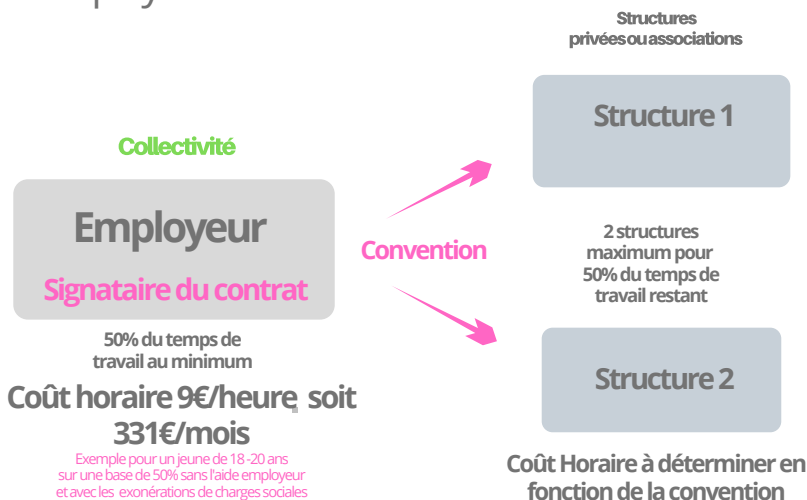 Collectivité
Employeur
Signataire du contrat
50% du temps de
travail au minimum
Coût horaire 9€/heure soit
331€/mois
Exemple pour un jeune de 18-20 ans
sur une base de 50% sans l'aide employeur
et avec les exonérations de charges sociales
Convention
Structures
privées ou associations
Structure 1
2 structures
maximum pour
50% du temps de
travail restant
Structure 2
Coût Horaire à déterminer en
fonction de la convention